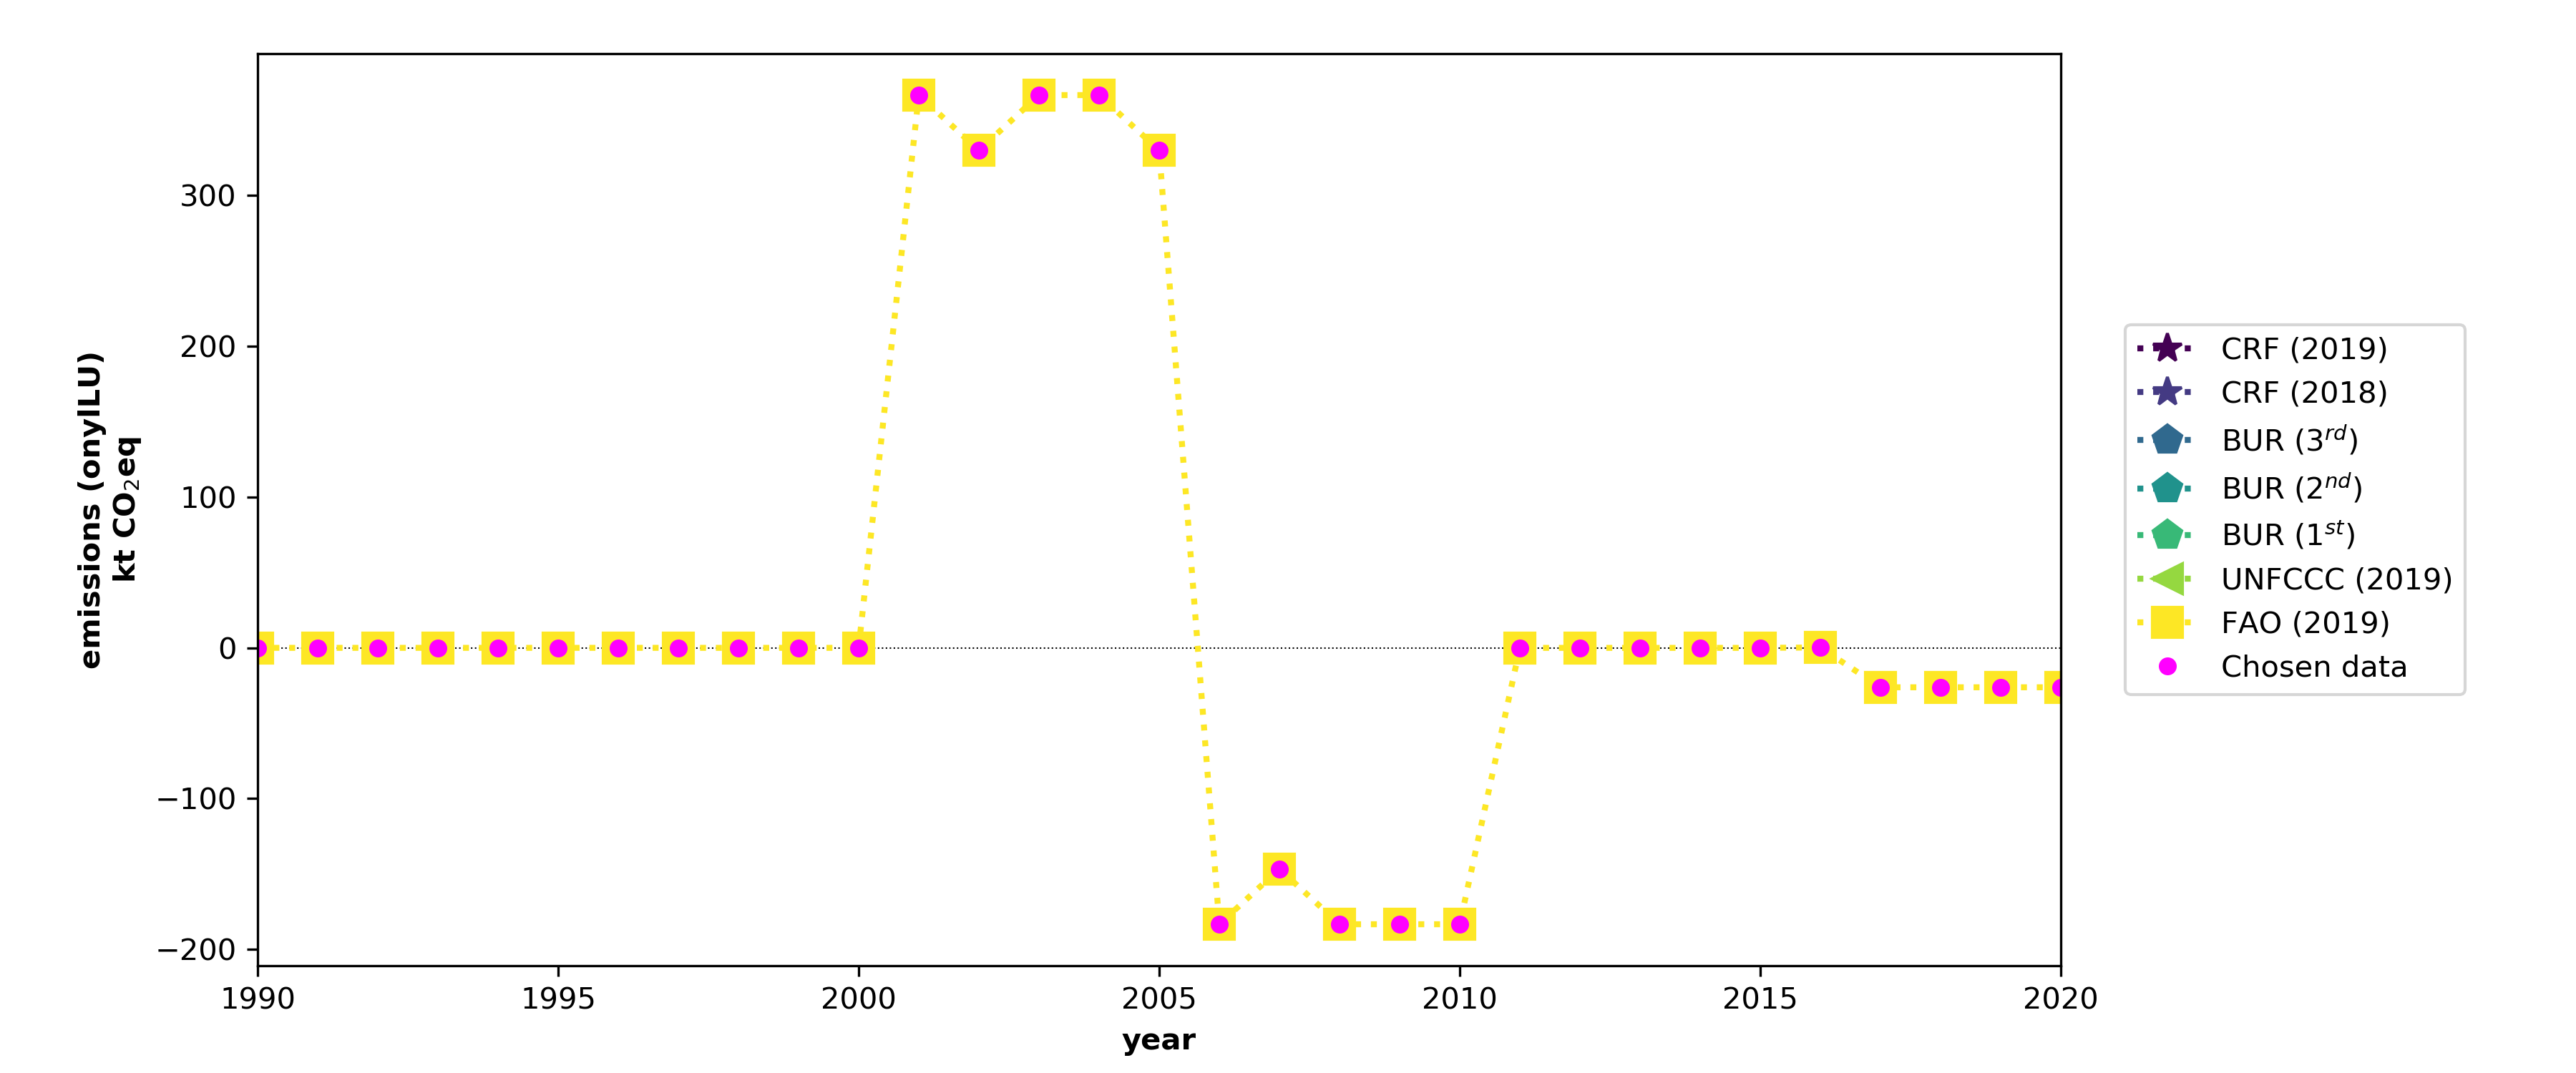 emissions (onylLU)
kt CO₂eq
300
200
100
0
−100
−200
1990
1995
2000
2005
2010
2015
2020
year
CRF (2019)
CRF (2018)
BUR (3ʳᵈ)
BUR (2ⁿᵈ)
BUR (1ˢᵗ)
UNFCCC (2019)
FAO (2019)
Chosen data